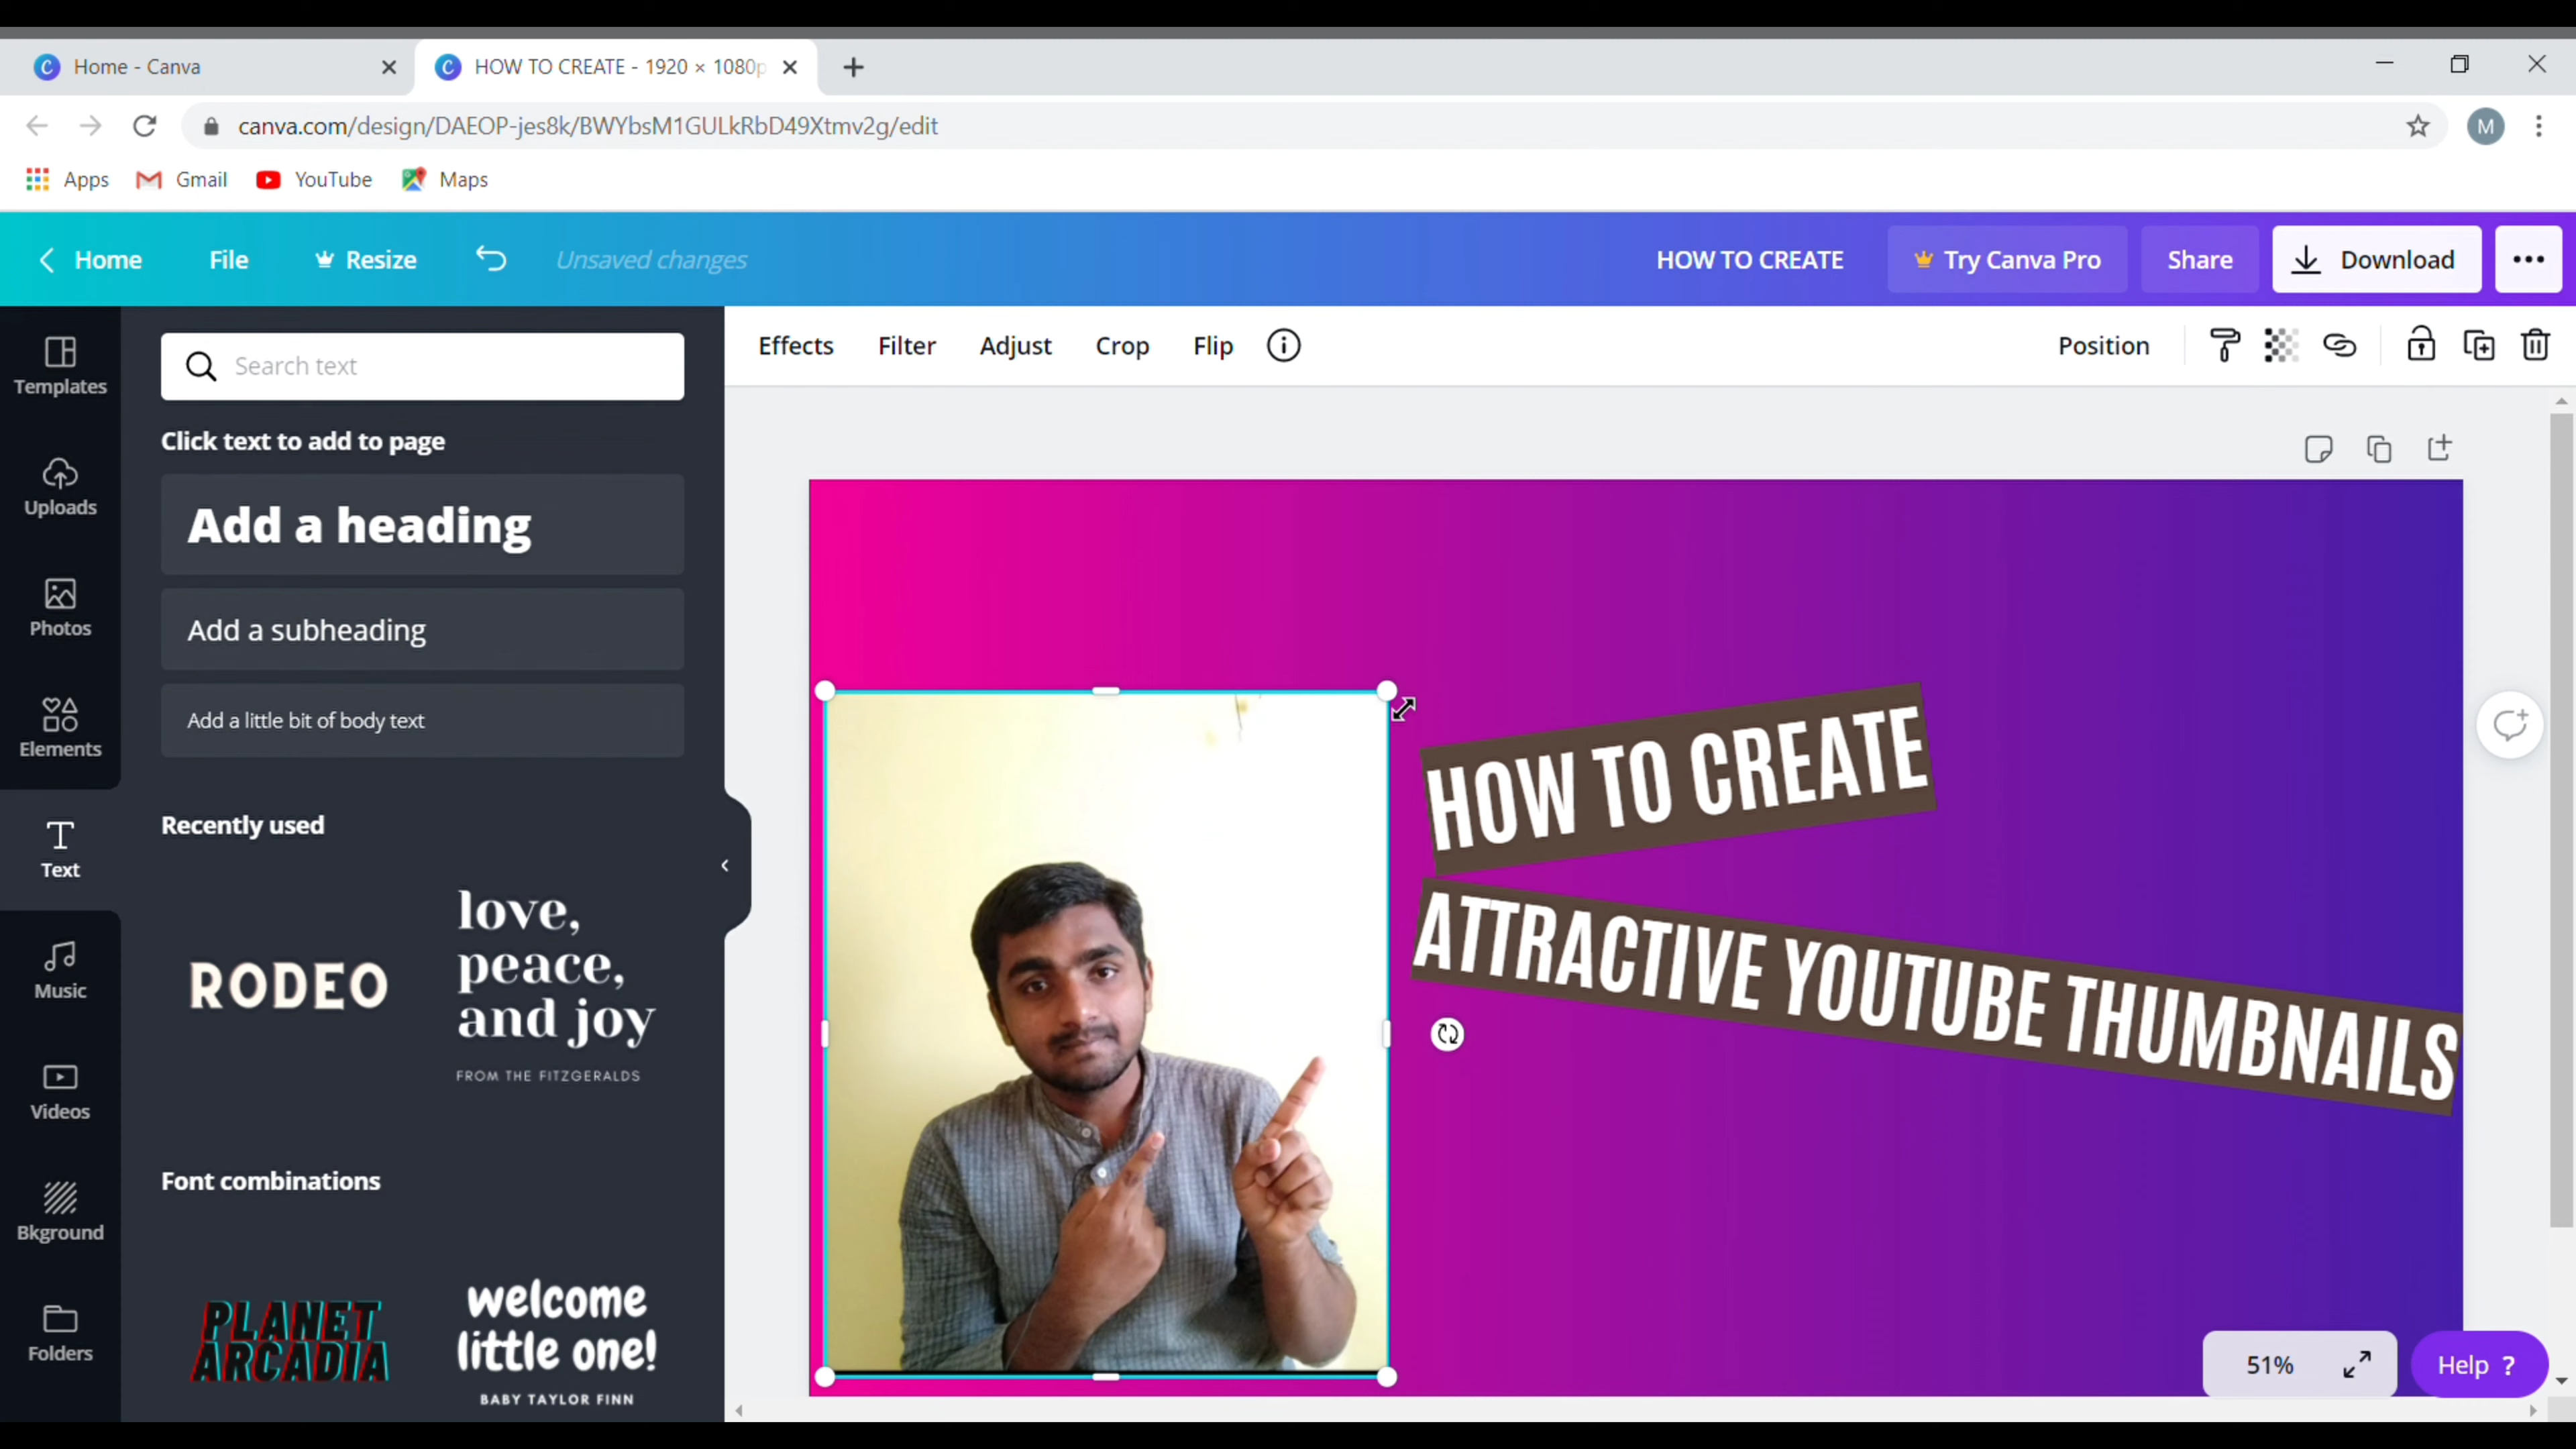 Home - Canva
HOW TO CREATE - 1920 × 1080p
canva.com/design/DAEOP-jes8k/BWYbsM1GULkRbD49Xtmv2g/edit
M
Apps
Gmail
YouTube
Maps
Home
File
Resize
Unsaved changes
HOW TO CREATE
Try Canva Pro
Share
Download
Templates
Uploads
Photos
Elements
Text
Music
Videos
Bkground
Folders
Search text
Click text to add to page
Add a heading
Add a subheading
Add a little bit of body text
Recently used
RODEO
love,
peace,
and joy
FROM THE FITZGERALDS
Font combinations
PLANET
ARCADIA
welcome
little one!
BABY TAYLOR FINN
Effects
Filter
Adjust
Crop
Flip
Position
HOW TO CREATE
ATTRACTIVE YOUTUBE THUMBNAILS
51%
Help ?